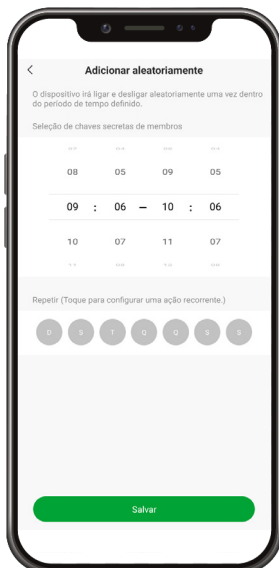 Adicionar aleatoriamente
O dispositivo irá ligar e desligar aleatoriamente uma vez dentro
do período de tempo definido.
Seleção de chaves secretas de membros
08 05 09 05
09 : 06 – 10 : 06
10 07 11 07
Repetir (Toque para configurar uma ação recorrente.)
D S T Q Q S S
Salvar